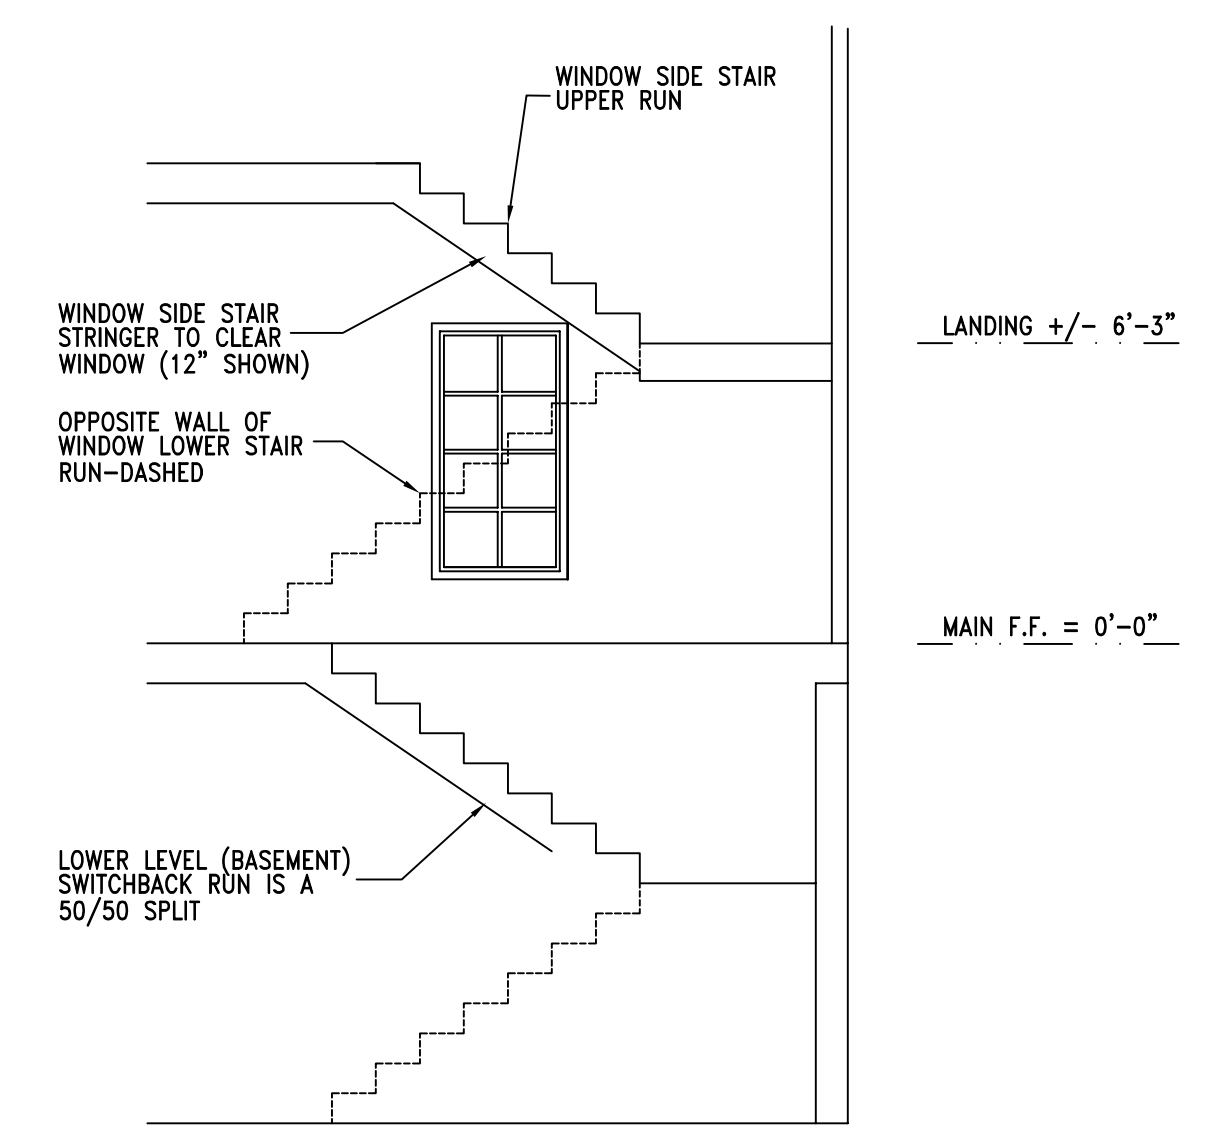 WINDOW SIDE STAIR
UPPER RUN
WINDOW SIDE STAIR
STRINGER TO CLEAR
WINDOW (12" SHOWN)
LANDING +/- 6'-3"
OPPOSITE WALL OF
WINDOW LOWER STAIR
RUN-DASHED
MAIN F.F. = 0'-0"
LOWER LEVEL (BASEMENT)
SWITCHBACK RUN IS A
50/50 SPLIT